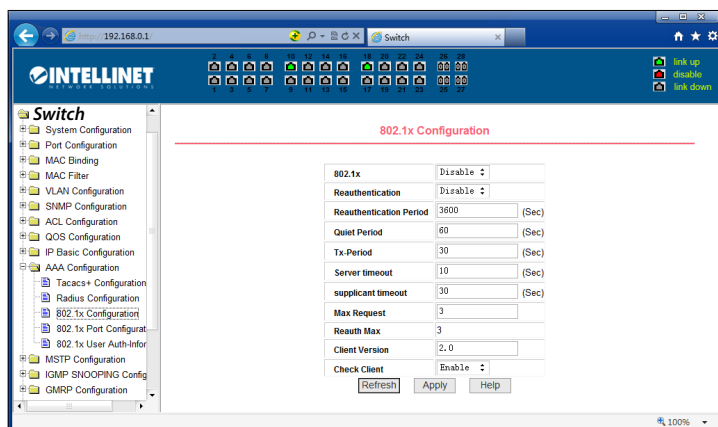 http://192.168.0.1/
Switch
INTELLINET
NETWORK SOLUTIONS
2 4 6 8 10 12 14 16 18 20 22 24 26 28
1 3 5 7 9 11 13 15 17 19 21 23 25 27
link up
disable
link down
Switch
System Configuration
Port Configuration
MAC Binding
MAC Filter
VLAN Configuration
SNMP Configuration
ACL Configuration
QOS Configuration
IP Basic Configuration
AAA Configuration
Tacacs+ Configuration
Radius Configuration
802.1x Configuration
802.1x Port Configurat
802.1x User Auth-Infor
MSTP Configuration
IGMP SNOOPING Config
GMRP Configuration
802.1x Configuration
802.1x Disable
Reauthentication Disable
Reauthentication Period 3600 (Sec)
Quiet Period 60 (Sec)
Tx-Period 30 (Sec)
Server timeout 10 (Sec)
supplicant timeout 30 (Sec)
Max Request 3
Reauth Max 3
Client Version 2.0
Check Client Enable
Refresh Apply Help
100%